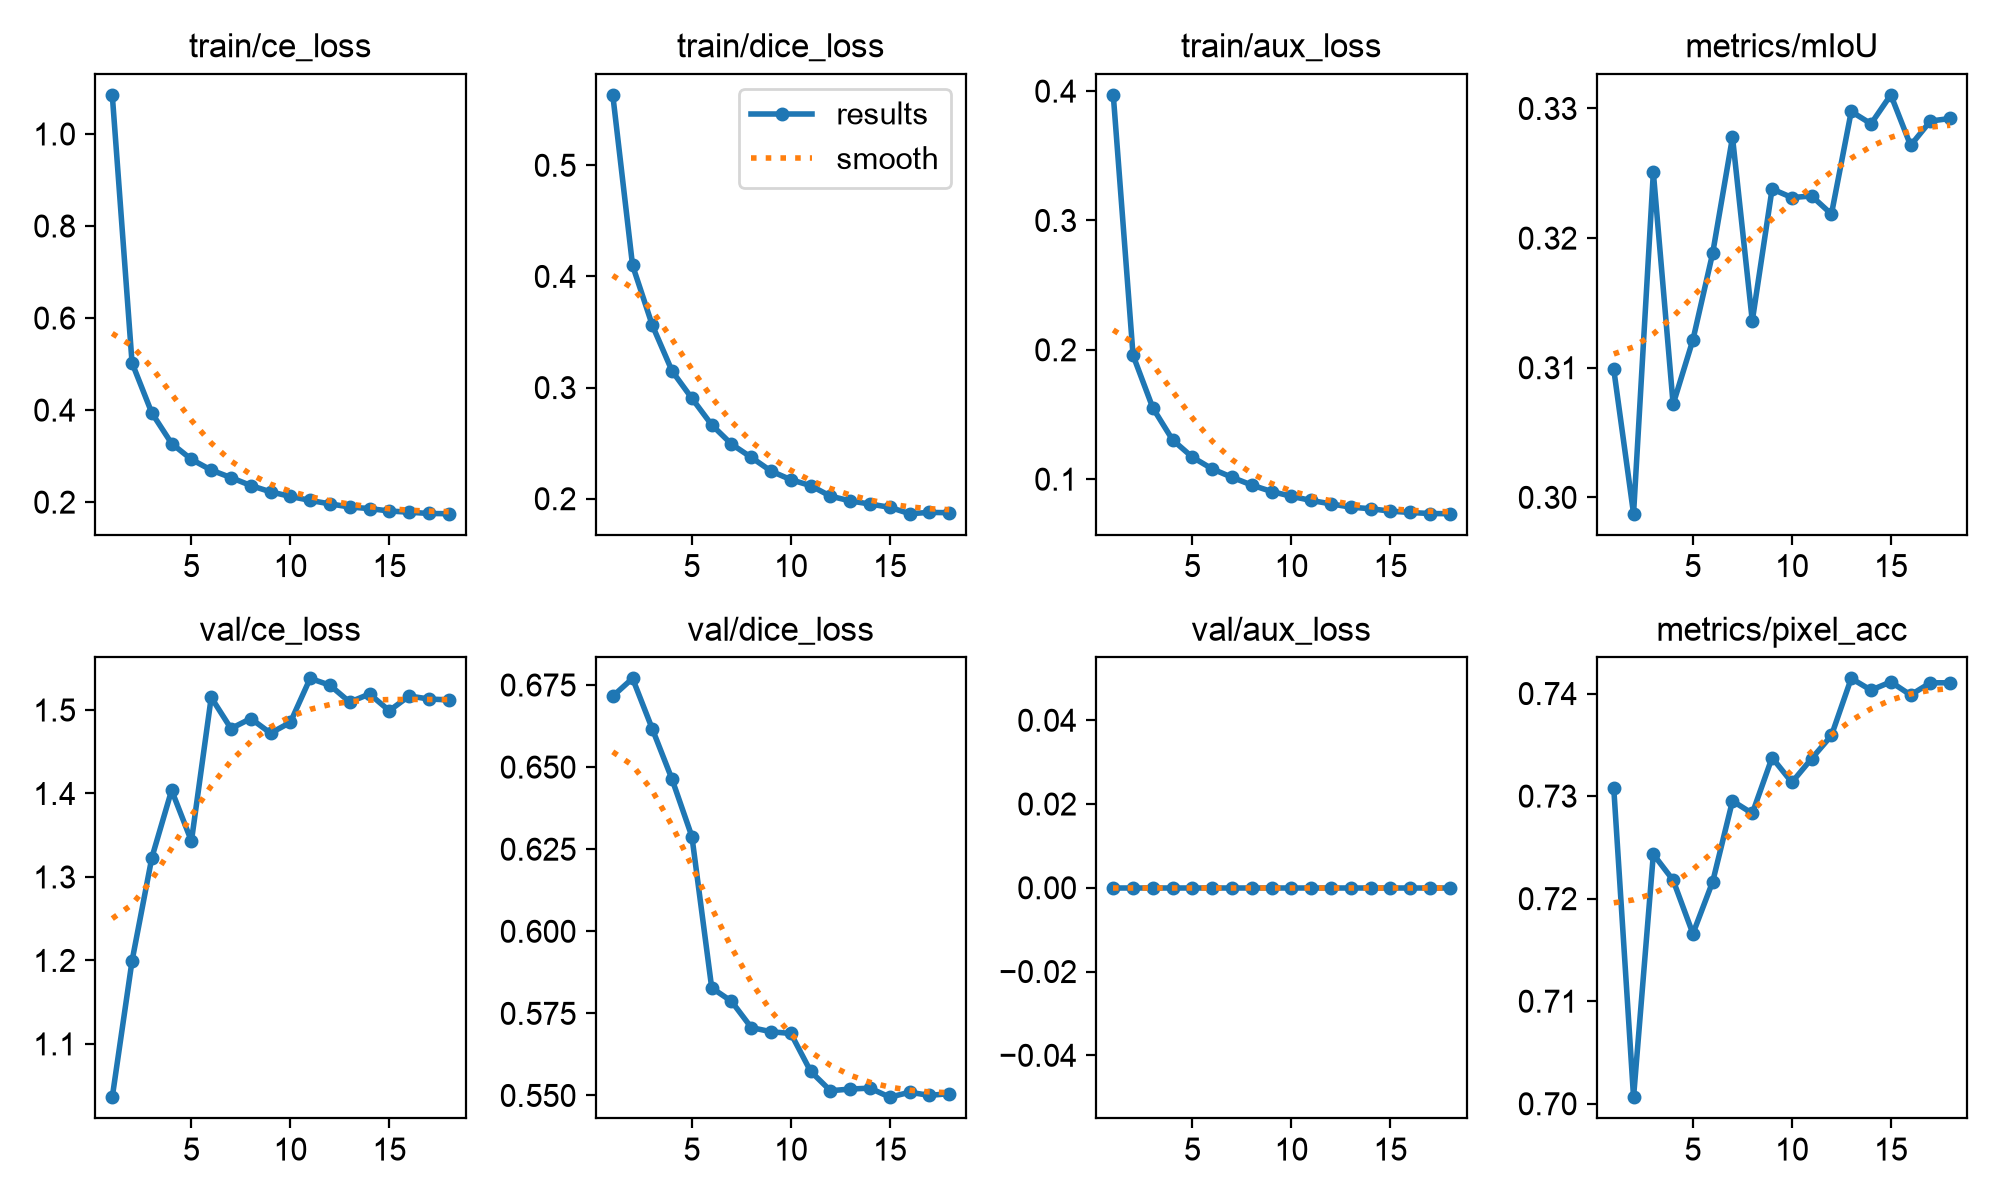 train/ce_loss
1.0
0.8
0.6
0.4
0.2
5 10 15
train/dice_loss
results
smooth
0.5
0.4
0.3
0.2
5 10 15
train/aux_loss
0.4
0.3
0.2
0.1
5 10 15
metrics/mIoU
0.33
0.32
0.31
0.30
5 10 15
val/ce_loss
1.5
1.4
1.3
1.2
1.1
5 10 15
val/dice_loss
0.675
0.650
0.625
0.600
0.575
0.550
5 10 15
val/aux_loss
0.04
0.02
0.00
−0.02
−0.04
5 10 15
metrics/pixel_acc
0.74
0.73
0.72
0.71
0.70
5 10 15